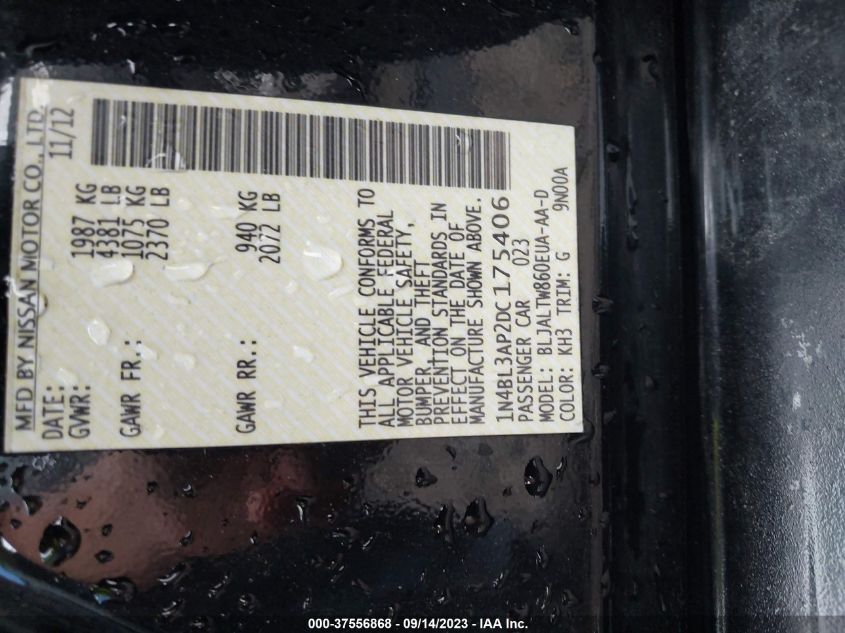 MFD BY NISSAN MOTOR CO., LTD.
DATE: 11/12
GVWR: 1987 KG
4381 LB
GAWR FR.: 1075 KG
2370 LB
GAWR RR.: 940 KG
2072 LB
THIS VEHICLE CONFORMS TO
ALL APPLICABLE FEDERAL
MOTOR VEHICLE SAFETY,
BUMPER, AND THEFT
PREVENTION STANDARDS IN
EFFECT ON THE DATE OF
MANUFACTURE SHOWN ABOVE.
1N4BL3AP2DC175406
PASSENGER CAR 023
MODEL: BLJALTW860EUA-AA-D
COLOR: KH3 TRIM: G 9N00A
000-37556868 - 09/14/2023 - IAA Inc.